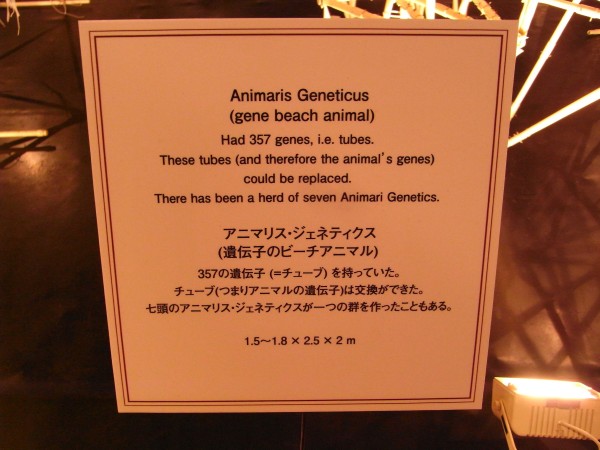 Animaris Geneticus
(gene beach animal)
Had 357 genes, i.e. tubes.
These tubes (and therefore the animal's genes)
could be replaced.
There has been a herd of seven Animari Genetics.
アニマリス・ジェネティクス
(遺伝子のビーチアニマル)
357の遺伝子 (=チューブ) を持っていた。
チューブ(つまりアニマルの遺伝子)は交換ができた。
七頭のアニマリス・ジェネティクスが一つの群を作ったこともある。
1.5〜1.8 × 2.5 × 2 m